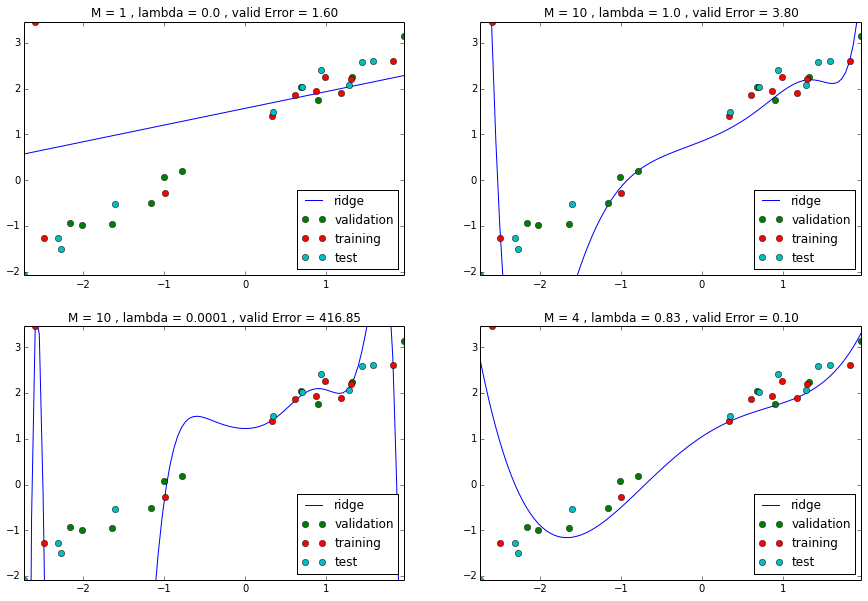 M = 1 , lambda = 0.0 , valid Error = 1.60
3
2
1
0
−1
−2
−2
−1
0
1
ridge
validation
training
test
M = 10 , lambda = 1.0 , valid Error = 3.80
3
2
1
0
−1
−2
−2
−1
0
1
ridge
validation
training
test
M = 10 , lambda = 0.0001 , valid Error = 416.85
3
2
1
0
−1
−2
−2
−1
0
1
ridge
validation
training
test
M = 4 , lambda = 0.83 , valid Error = 0.10
3
2
1
0
−1
−2
−2
−1
0
1
ridge
validation
training
test